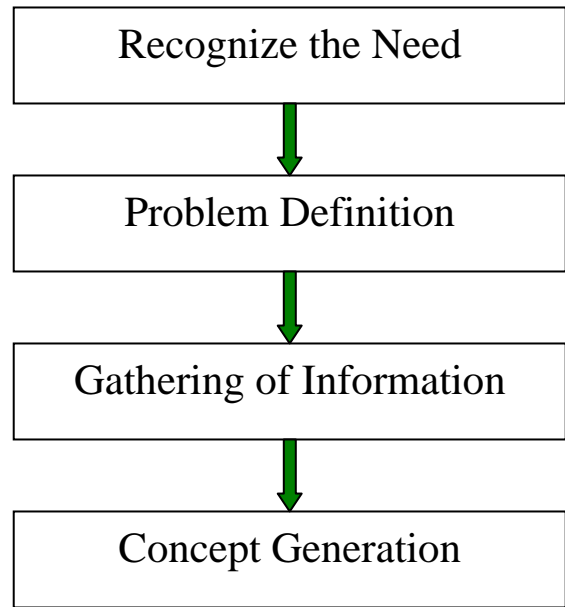 Recognize the Need
Problem Definition
Gathering of Information
Concept Generation